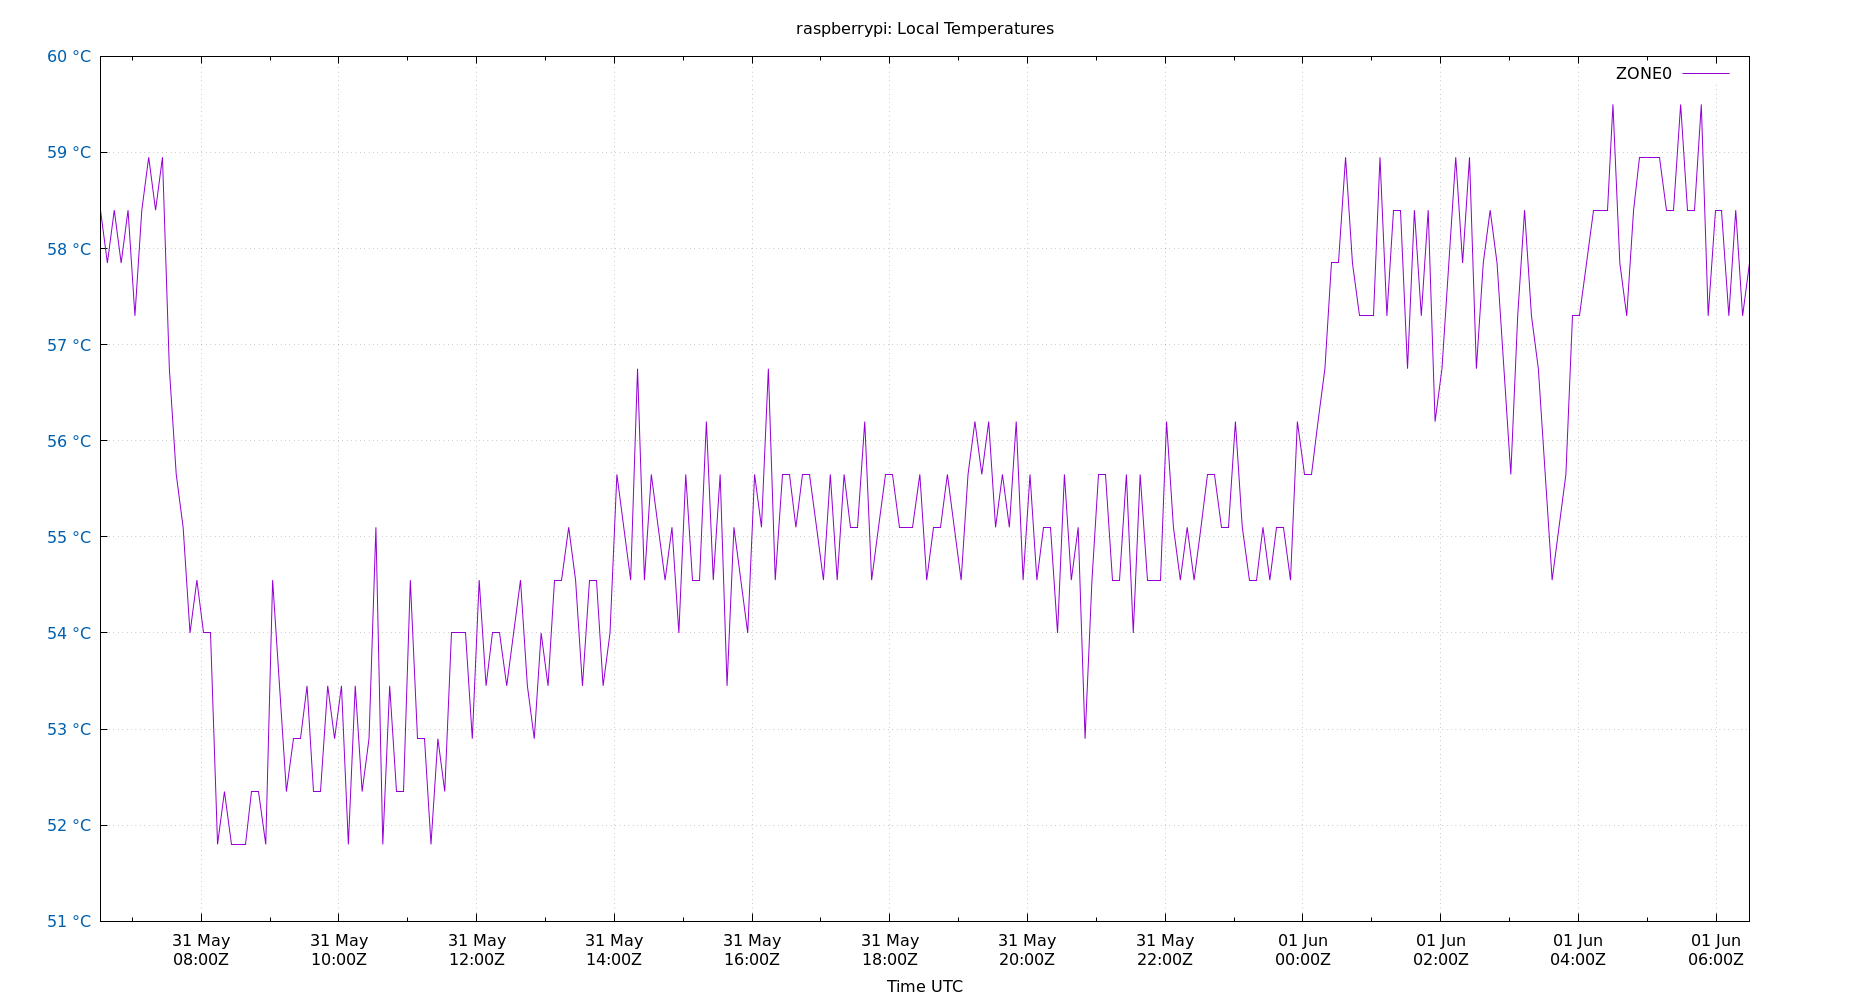 raspberrypi: Local Temperatures
60 °C
ZONE0
59 °C
58 °C
57 °C
56 °C
55 °C
54 °C
53 °C
52 °C
51 °C
31 May 31 May 31 May 31 May 31 May 31 May 31 May 31 May 01 Jun 01 Jun 01 Jun 01 Jun
08:00Z 10:00Z 12:00Z 14:00Z 16:00Z 18:00Z 20:00Z 22:00Z 00:00Z 02:00Z 04:00Z 06:00Z
Time UTC